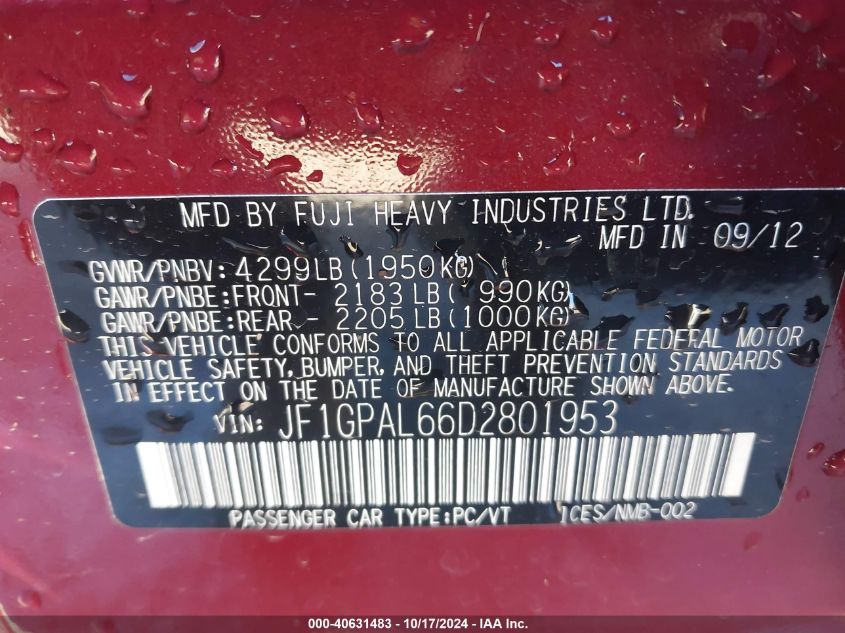 MFD BY FUJI HEAVY INDUSTRIES LTD.
MFD IN 09/12
GVWR/PNBV: 4299LB(1950KG)
GAWR/PNBE:FRONT- 2183LB( 990KG)
GAWR/PNBE:REAR - 2205LB(1000KG)
THIS VEHICLE CONFORMS TO ALL APPLICABLE FEDERAL MOTOR
VEHICLE SAFETY, BUMPER, AND THEFT PREVENTION STANDARDS
IN EFFECT ON THE DATE OF MANUFACTURE SHOWN ABOVE.
VIN: JF1GPAL66D2801953
PASSENGER CAR TYPE:PC/VT ICES/NMB-002
000-40631483 - 10/17/2024 - IAA, Inc.